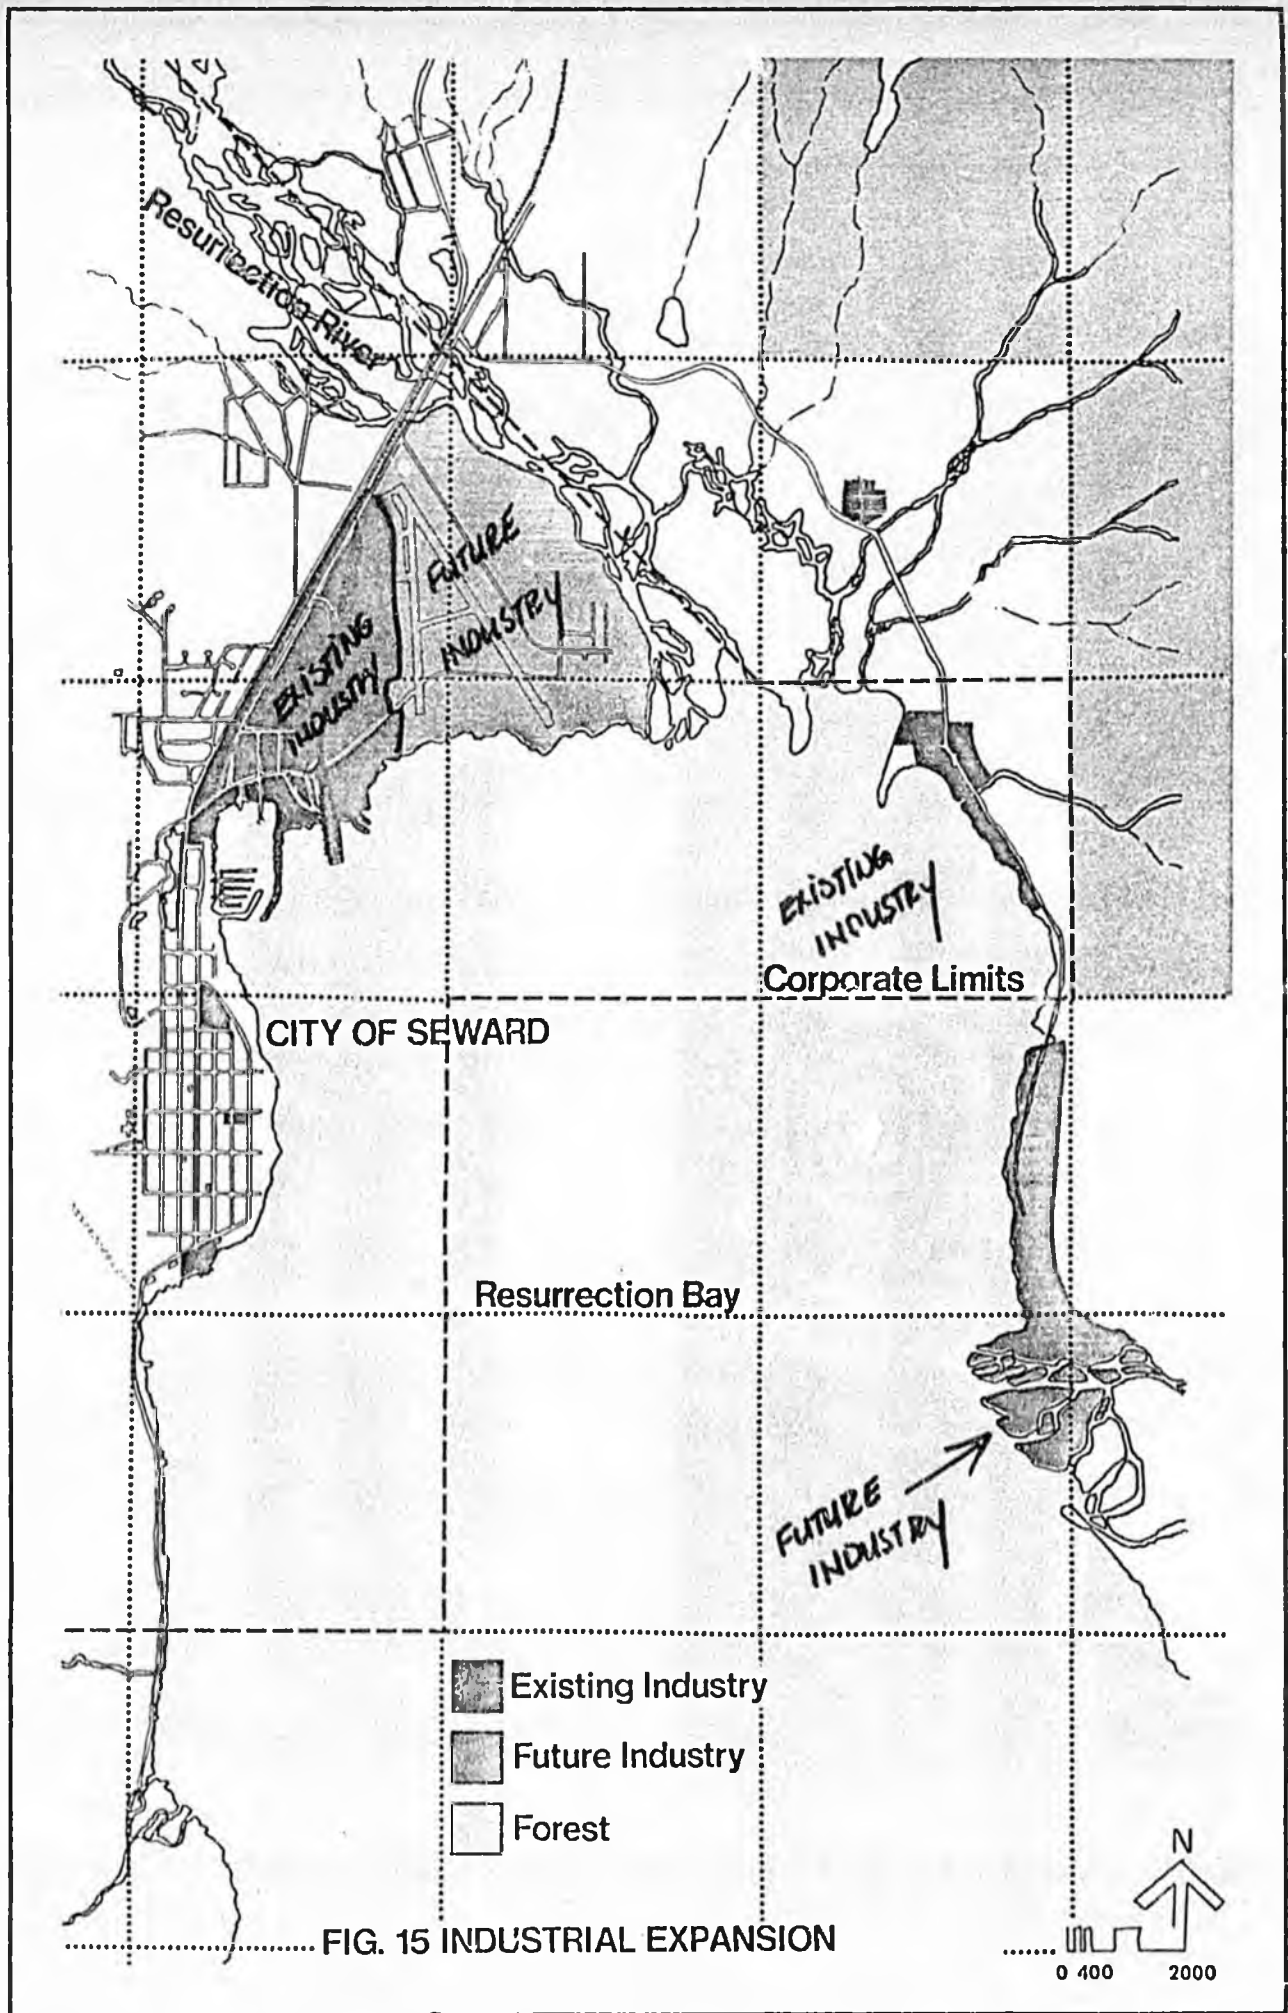 Resurrection River
FUTURE
INDUSTRY
EXISTING
INDUSTRY
EXISTING
INDUSTRY
Corporate Limits
CITY OF SEWARD
Resurrection Bay
FUTURE
INDUSTRY
Existing Industry
Future Industry
Forest
N
FIG. 15 INDUSTRIAL EXPANSION
0 400 2000